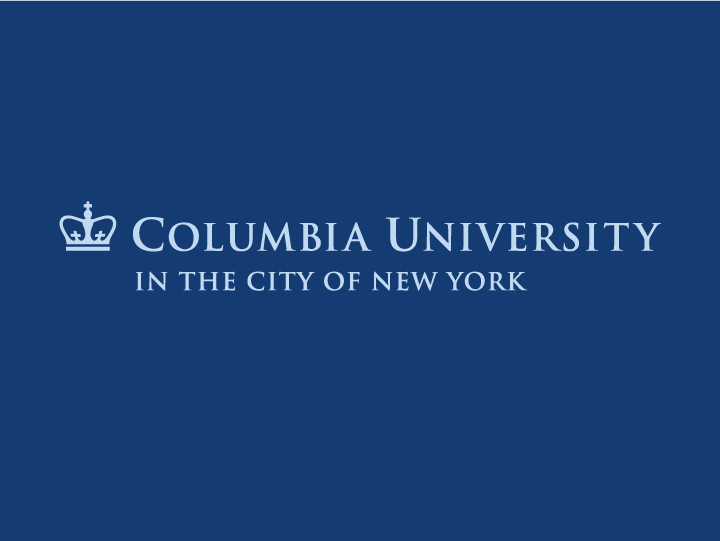 COLUMBIA UNIVERSITY
IN THE CITY OF NEW YORK